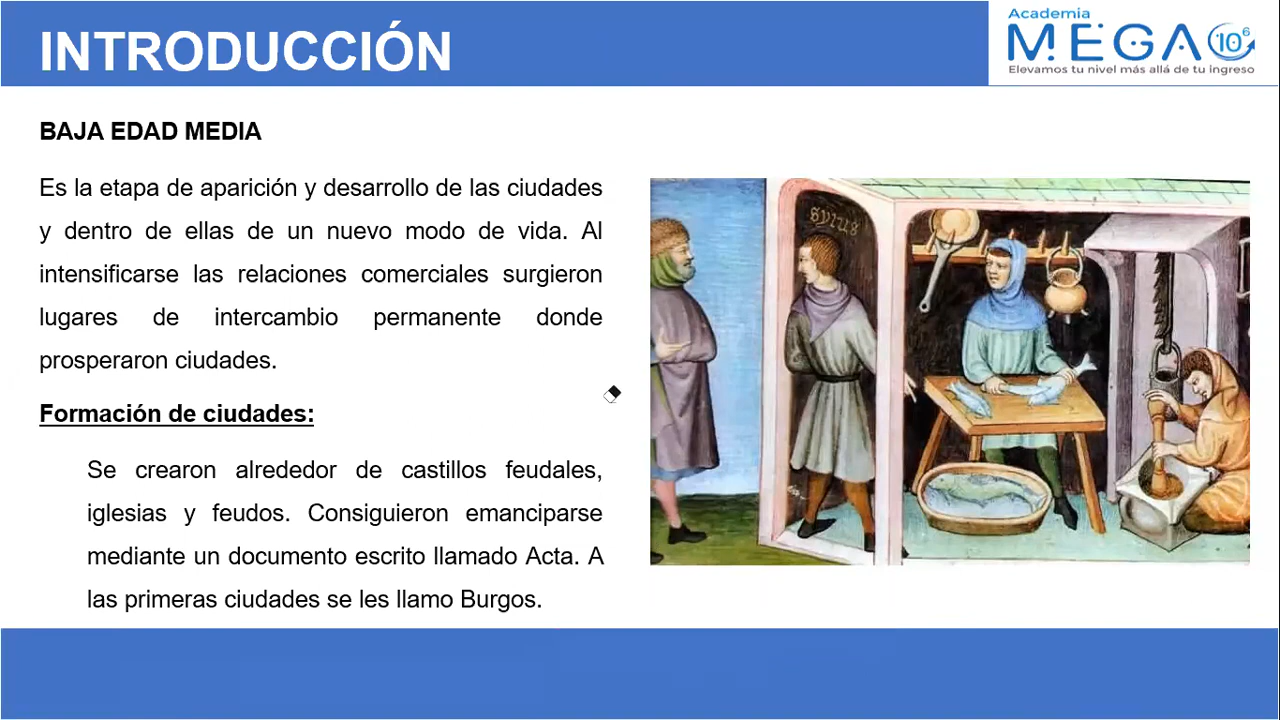 INTRODUCCIÓN
Academia
MEGA 10⁶
Elevamos tu nivel más allá de tu ingreso
BAJA EDAD MEDIA
Es la etapa de aparición y desarrollo de las ciudades
y dentro de ellas de un nuevo modo de vida. Al
intensificarse las relaciones comerciales surgieron
lugares de intercambio permanente donde
prosperaron ciudades.
Formación de ciudades:
Se crearon alrededor de castillos feudales,
iglesias y feudos. Consiguieron emanciparse
mediante un documento escrito llamado Acta. A
las primeras ciudades se les llamo Burgos.